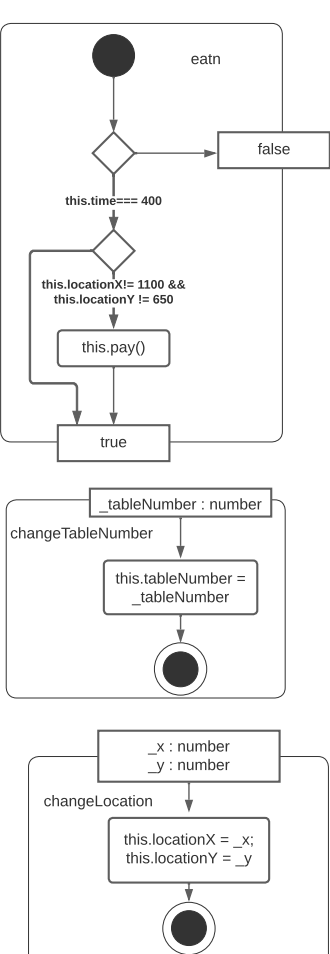 eatn
false
this.time=== 400
this.locationX!= 1100 &&
this.locationY != 650
this.pay()
true
_tableNumber : number
changeTableNumber
this.tableNumber =
_tableNumber
_x : number
_y : number
changeLocation
this.locationX = _x;
this.locationY = _y